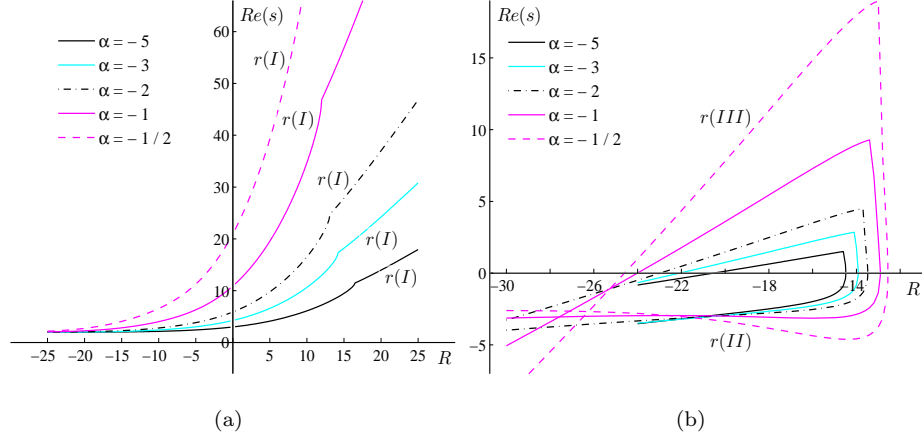 Re(s)
60
50
40
30
20
10
0
−25
−20
−15
−10
−5
0
5
10
15
20
25
R
α = − 5
α = − 3
α = − 2
α = − 1
α = − 1 / 2
r(I)
r(I)
r(I)
r(I)
r(I)
(a)
Re(s)
15
10
5
0
−5
−30
−26
−22
−18
−14
R
α = − 5
α = − 3
α = − 2
α = − 1
α = − 1 / 2
r(III)
r(II)
(b)